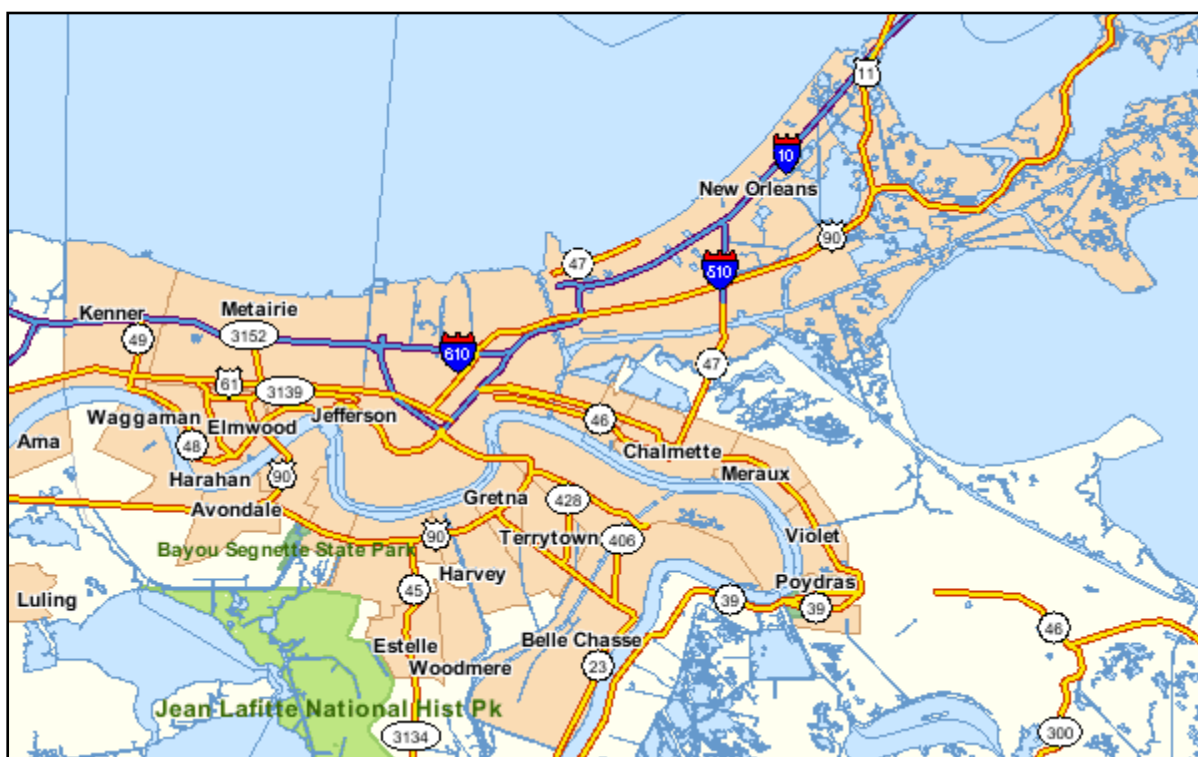 11
10
New Orleans
90
47
510
Kenner
Metairie
49
3152
610
47
61
3139
Waggaman
Jefferson
46
Ama
Elmwood
48
Chalmette
Harahan
90
Meraux
Avondale
Gretna
428
90
Terrytown
406
Violet
Bayou Segnette State Park
Harvey
Poydras
Luling
45
39
39
46
Estelle
Belle Chasse
Woodmere
23
Jean Lafitte National Hist Pk
3134
300